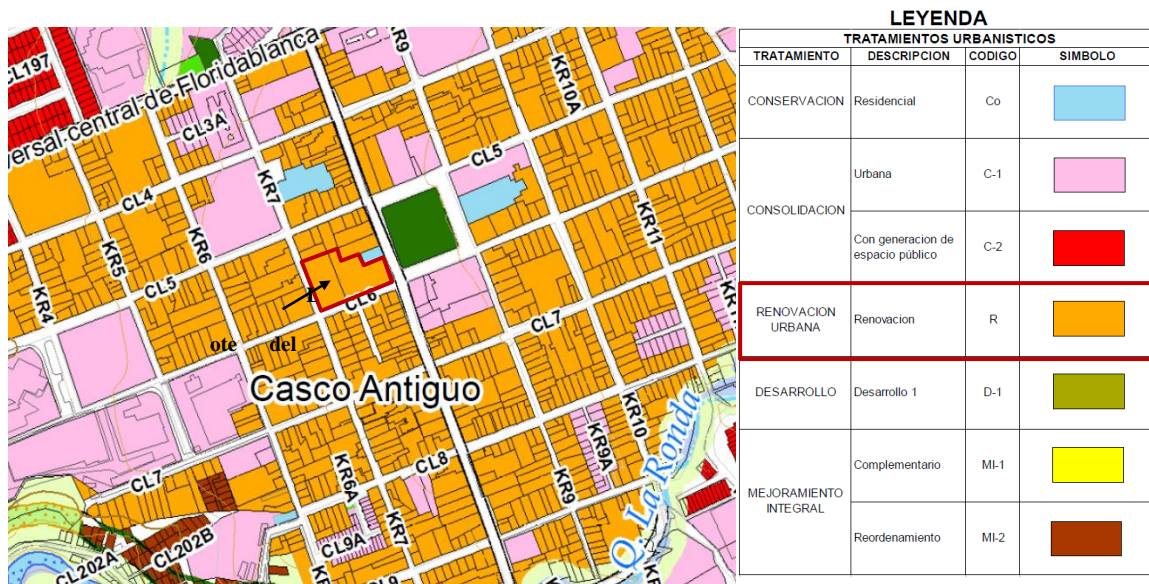 CL197
ersal central de Floridablanca
KR9
KR10A
CL3A
CL5
KR7
CL4
KR6
KR11
KR5
CL5
KR4
L
CL6
CL7
ote del
Casco Antiguo
KR10
Q. La Ronda
KR9A
CL8
CL7
KR6A
KR9
CL202B
KR7
CL9A
CL202A
CL9
KR
LEYENDA
TRATAMIENTOS URBANISTICOS
TRATAMIENTO DESCRIPCION CODIGO SIMBOLO
CONSERVACION Residencial Co
CONSOLIDACION
Urbana C-1
Con generacion de
espacio público C-2
RENOVACION
URBANA Renovacion R
DESARROLLO Desarrollo 1 D-1
MEJORAMIENTO
INTEGRAL
Complementario MI-1
Reordenamiento MI-2